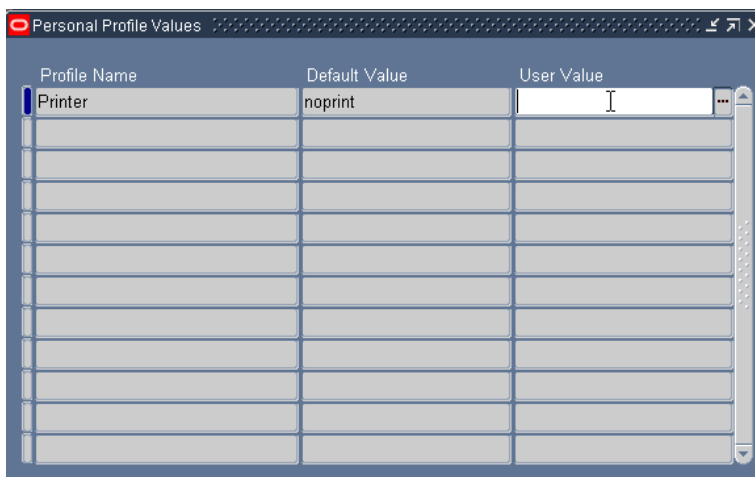 Personal Profile Values
Profile Name Default Value User Value
Printer noprint